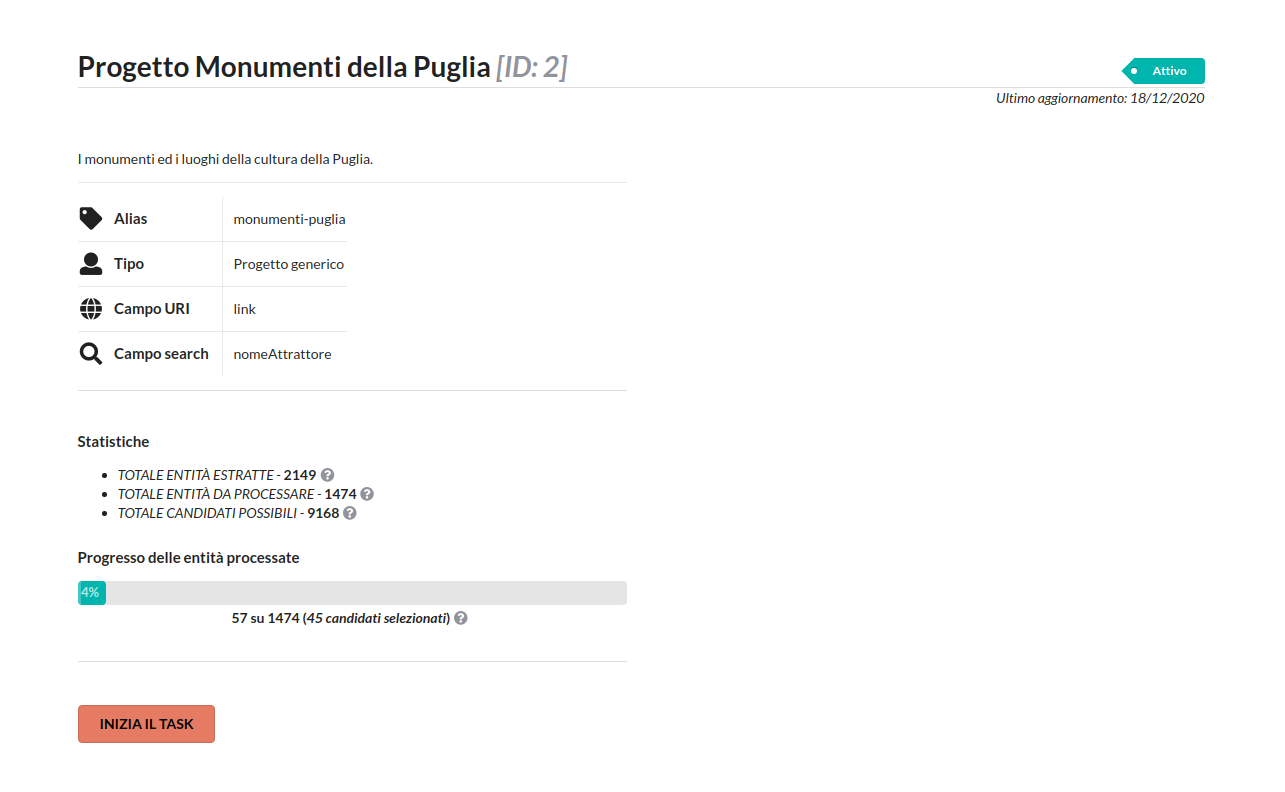 Progetto Monumenti della Puglia [ID: 2]
Attivo
Ultimo aggiornamento: 18/12/2020
I monumenti ed i luoghi della cultura della Puglia.
Alias monumenti-puglia
Tipo Progetto generico
Campo URI link
Campo search nomeAttrattore
Statistiche
TOTALE ENTITÀ ESTRATTE - 2149
TOTALE ENTITÀ DA PROCESSARE - 1474
TOTALE CANDIDATI POSSIBILI - 9168
Progresso delle entità processate
4%
57 su 1474 (45 candidati selezionati)
INIZIA IL TASK